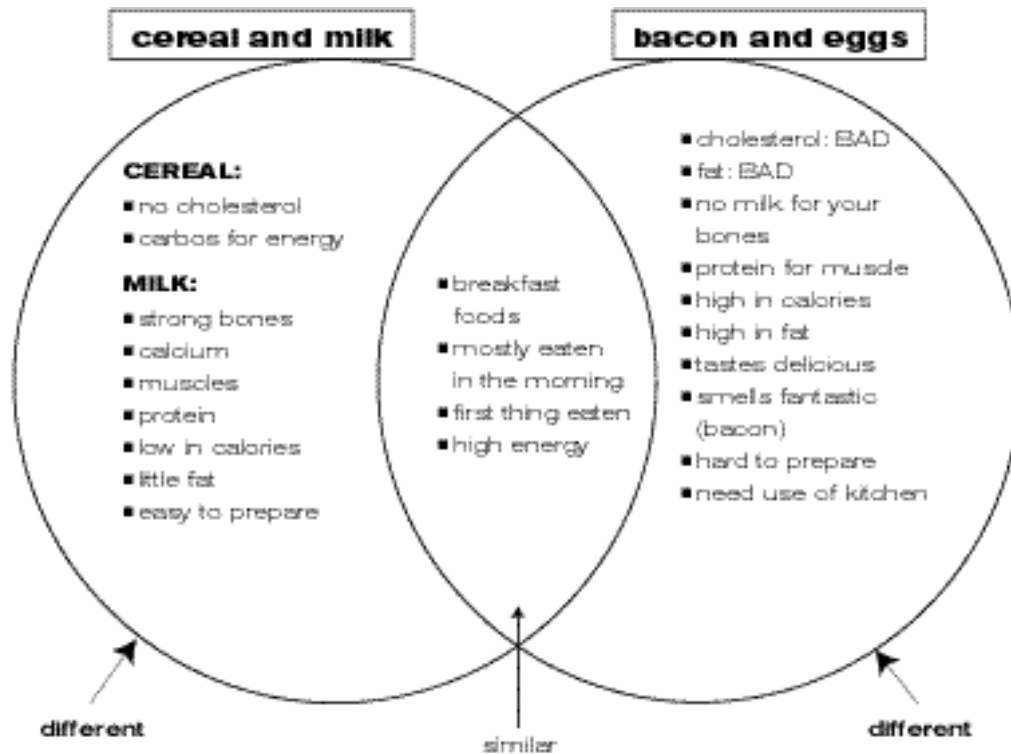 cereal and milk
bacon and eggs
CEREAL:
■ no cholesterol
■ carbos for energy
MILK:
■ strong bones
■ calcium
■ muscles
■ protein
■ low in calories
■ little fat
■ easy to prepare
■ breakfast
foods
■ mostly eaten
in the morning
■ first thing eaten
■ high energy
■ cholesterol: BAD
■ fat: BAD
■ no milk for your
bones
■ protein for muscle
■ high in calories
■ high in fat
■ tastes delicious
■ smells fantastic
(bacon)
■ hard to prepare
■ need use of kitchen
different
similar
different